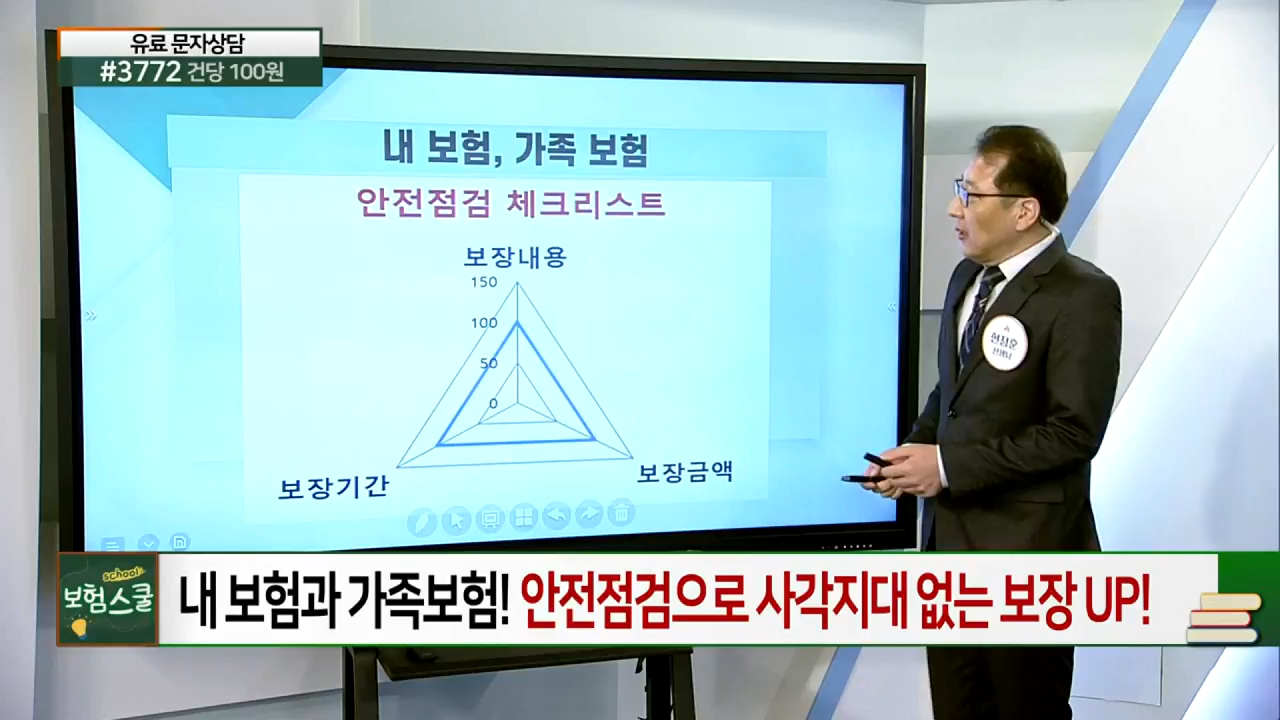 유료 문자상담
#3772 건당 100원
내 보험, 가족 보험
안전점검 체크리스트
보장내용
150
100
50
0
보장기간
보장금액
school
보험스쿨
내 보험과 가족보험! 안전점검으로 사각지대 없는 보장 UP!